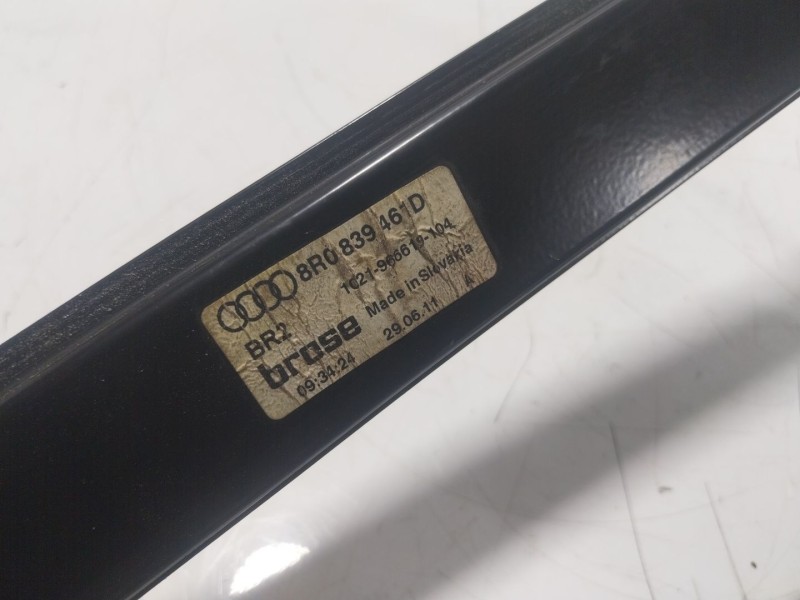 8R0 839 461D
1021-966619-104
BR2
Made in Slovakia
brose
29.06.11 A
09:34:24